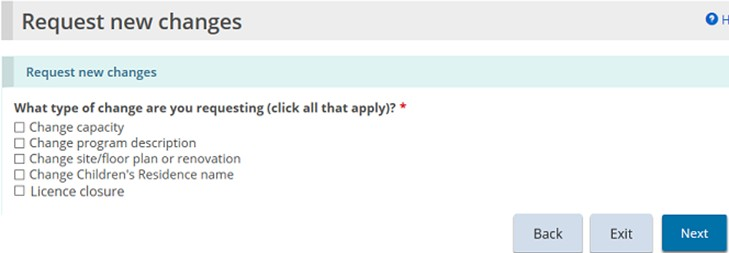 Request new changes
H
Request new changes
What type of change are you requesting (click all that apply)? *
Change capacity
Change program description
Change site/floor plan or renovation
Change Children's Residence name
Licence closure
Back
Exit
Next